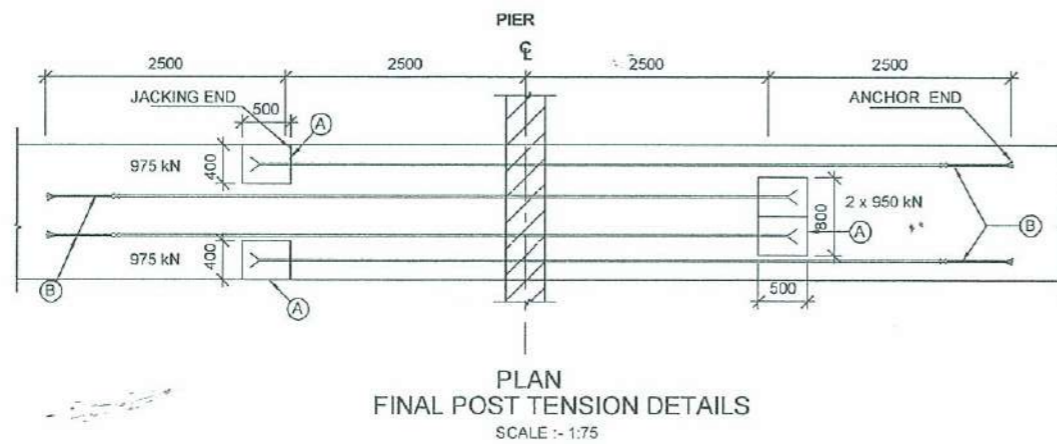 PIER
℄
2500 2500 2500 2500
JACKING END
500
A
ANCHOR END
975 kN
400
2 x 950 kN
800
A
B
975 kN
400
B
A
500
PLAN
FINAL POST TENSION DETAILS
SCALE :- 1:75